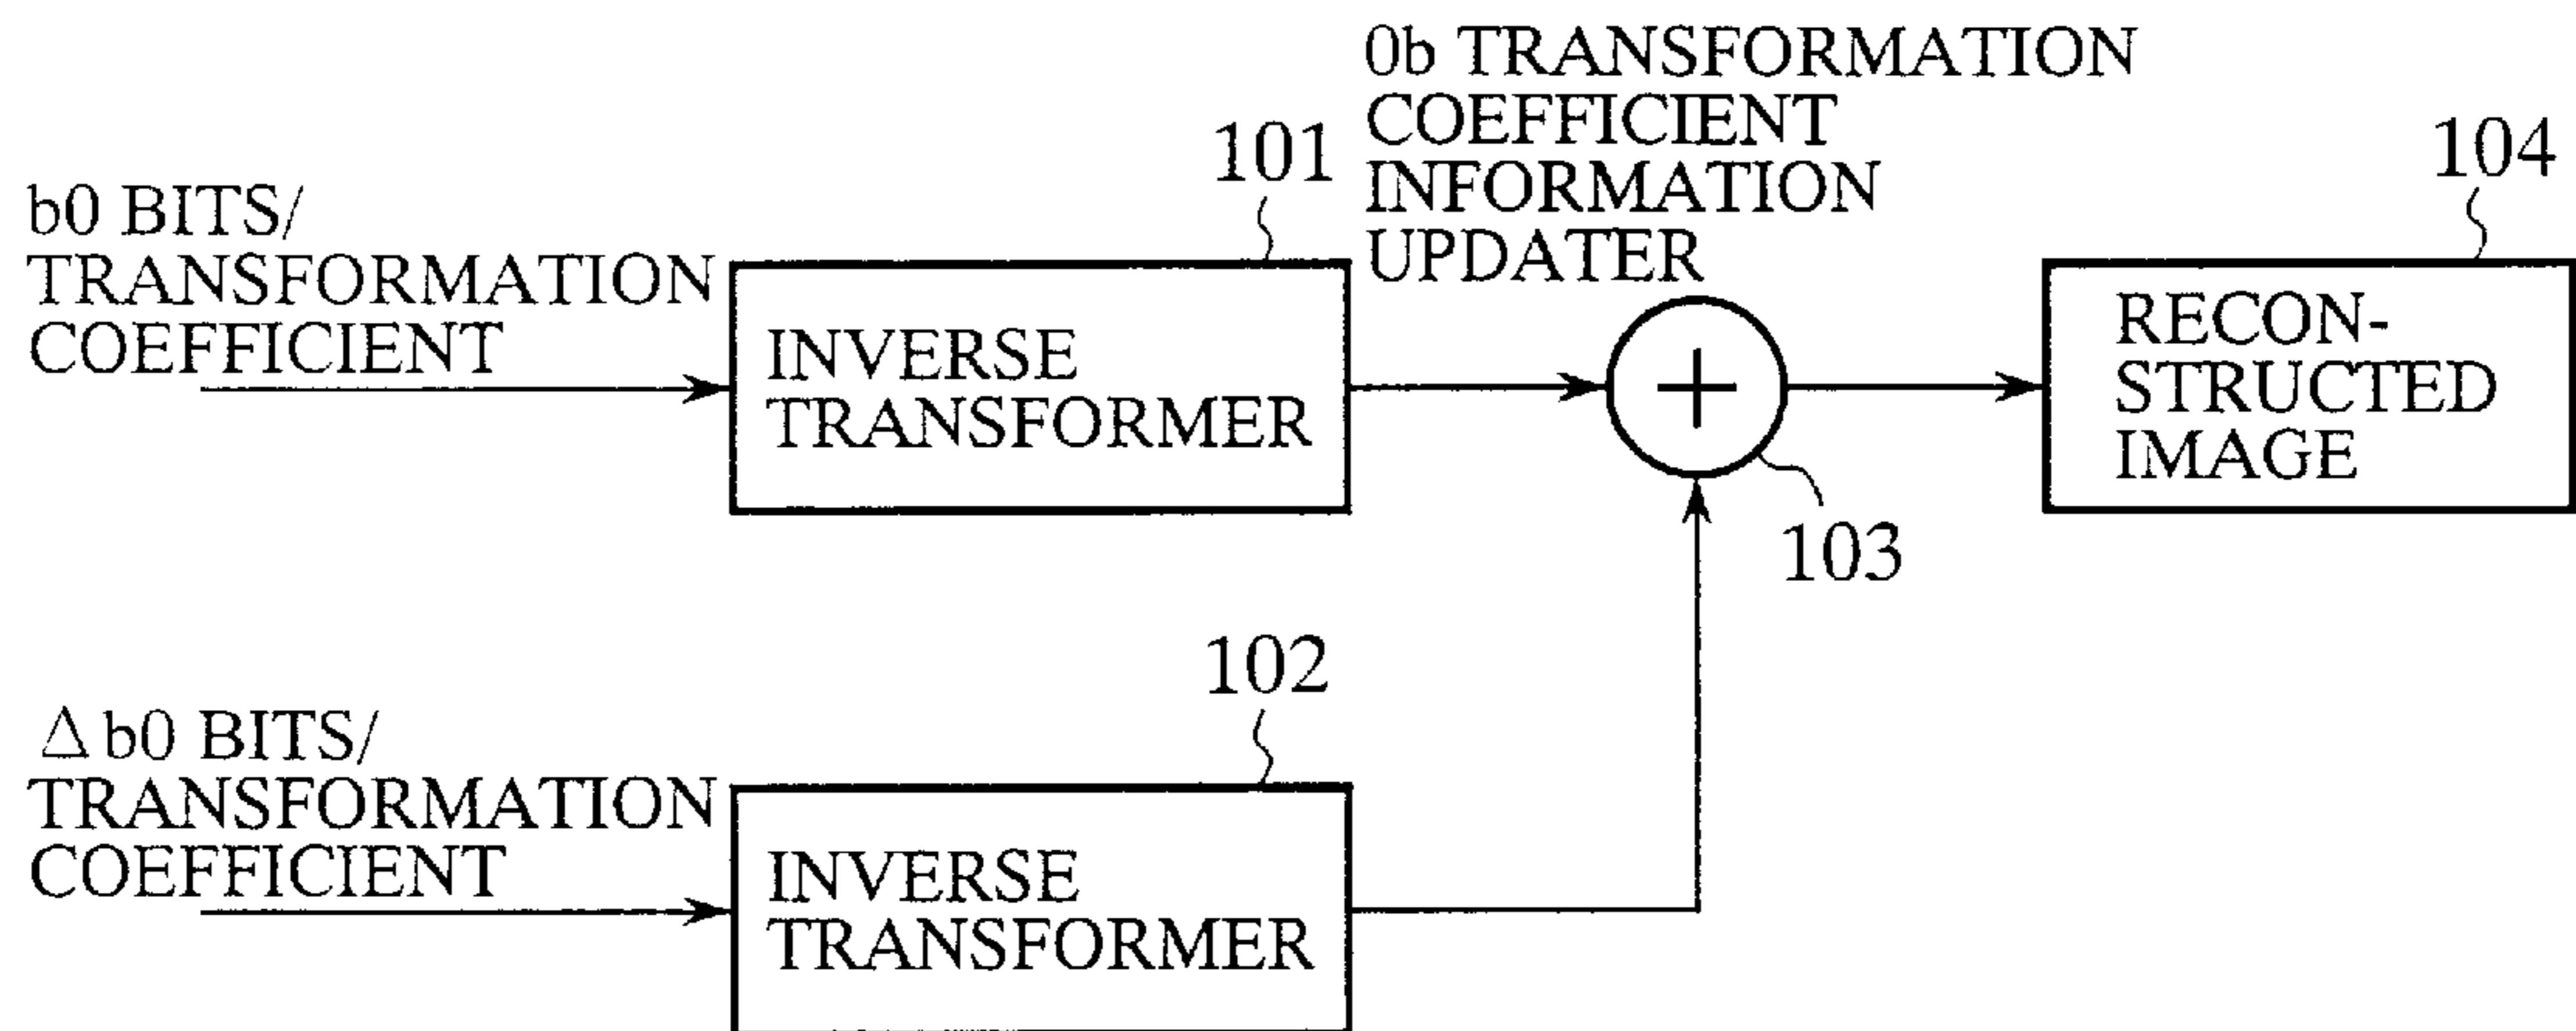 b0 BITS/
TRANSFORMATION
COEFFICIENT
101
INVERSE
TRANSFORMER
0b TRANSFORMATION
COEFFICIENT
INFORMATION
UPDATER
+
103
104
RECON-
STRUCTED
IMAGE
Δb0 BITS/
TRANSFORMATION
COEFFICIENT
102
INVERSE
TRANSFORMER